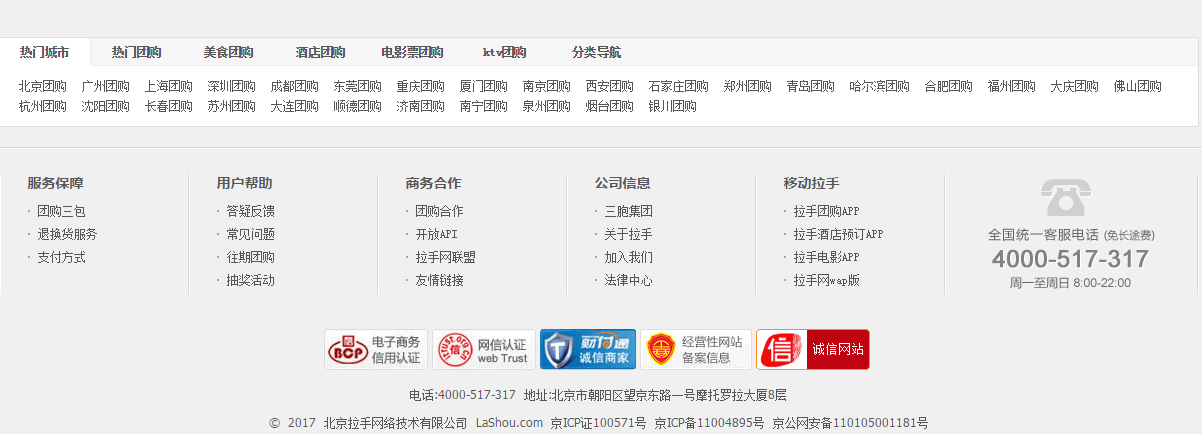 热门城市 热门团购 美食团购 酒店团购 电影票团购 ktv团购 分类导航
北京团购 广州团购 上海团购 深圳团购 成都团购 东莞团购 重庆团购 厦门团购 南京团购 西安团购 石家庄团购 郑州团购 青岛团购 哈尔滨团购 合肥团购 福州团购 大庆团购 佛山团购
杭州团购 沈阳团购 长春团购 苏州团购 大连团购 顺德团购 济南团购 南宁团购 泉州团购 烟台团购 银川团购
服务保障
· 团购三包
· 退换货服务
· 支付方式
用户帮助
· 答疑反馈
· 常见问题
· 往期团购
· 抽奖活动
商务合作
· 团购合作
· 开放API
· 拉手网联盟
· 友情链接
公司信息
· 三胞集团
· 关于拉手
· 加入我们
· 法律中心
移动拉手
· 拉手团购APP
· 拉手酒店预订APP
· 拉手电影APP
· 拉手网wap版
全国统一客服电话 (免长途费)
4000-517-317
周一至周日 8:00-22:00
BCP 电子商务
信用认证
信 网信认证
web Trust
财付通
诚信商家
经营性网站
备案信息
信 诚信网站
电话:4000-517-317 地址:北京市朝阳区望京东路一号摩托罗拉大厦8层
© 2017 北京拉手网络技术有限公司 LaShou.com 京ICP证100571号 京ICP备11004895号 京公网安备110105001181号